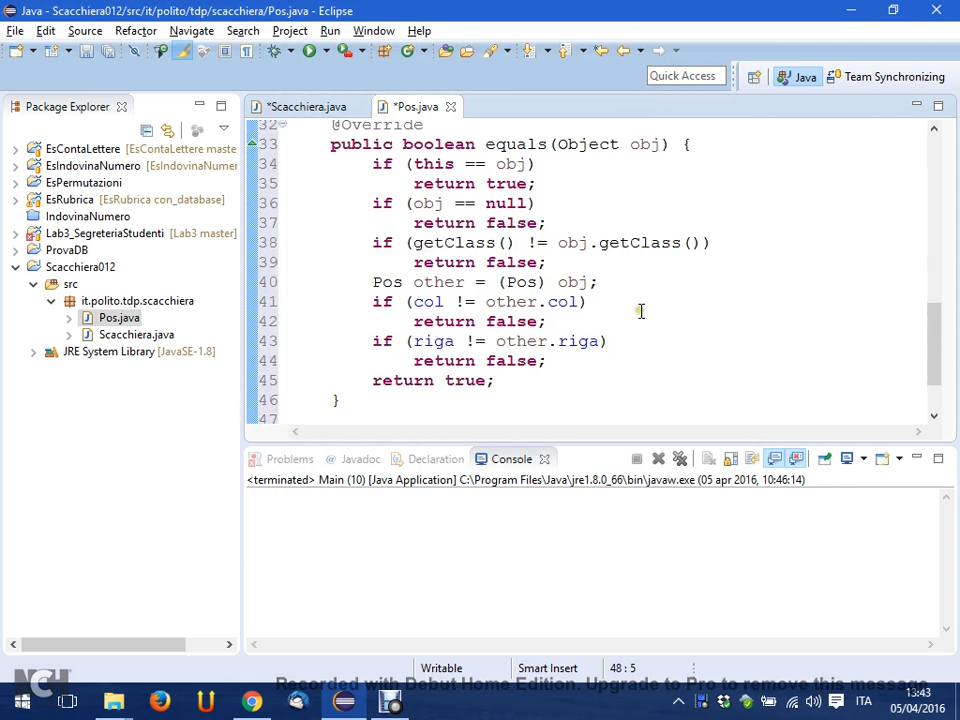 Java - Scacchiera012/src/it/polito/tdp/scacchiera/Pos.java - Eclipse
File Edit Source Refactor Navigate Search Project Run Window Help
Quick Access
Java
Team Synchronizing
Package Explorer
*Scacchiera.java
*Pos.java
EsContaLettere [EsContaLettere maste
EsIndovinaNumero [EsIndovinaNumer
EsPermutazioni
EsRubrica [EsRubrica con_database]
IndovinaNumero
Lab3_SegreteriaStudenti [Lab3 master]
ProvaDB
Scacchiera012
src
it.polito.tdp.scacchiera
Pos.java
Scacchiera.java
JRE System Library [JavaSE-1.8]
32 @Override
33 public boolean equals(Object obj) {
34 if (this == obj)
35 return true;
36 if (obj == null)
37 return false;
38 if (getClass() != obj.getClass())
39 return false;
40 Pos other = (Pos) obj;
41 if (col != other.col)
42 return false;
43 if (riga != other.riga)
44 return false;
45 return true;
46 }
47
Problems @ Javadoc Declaration Console
<terminated> Main (10) [Java Application] C:\Program Files\Java\jre1.8.0_66\bin\javaw.exe (05 apr 2016, 10:46:14)
Writable
Smart Insert
48 : 5
NCH
Recorded with Debut Home Edition. Upgrade to Pro to remove this message
ITA
13:43
05/04/2016